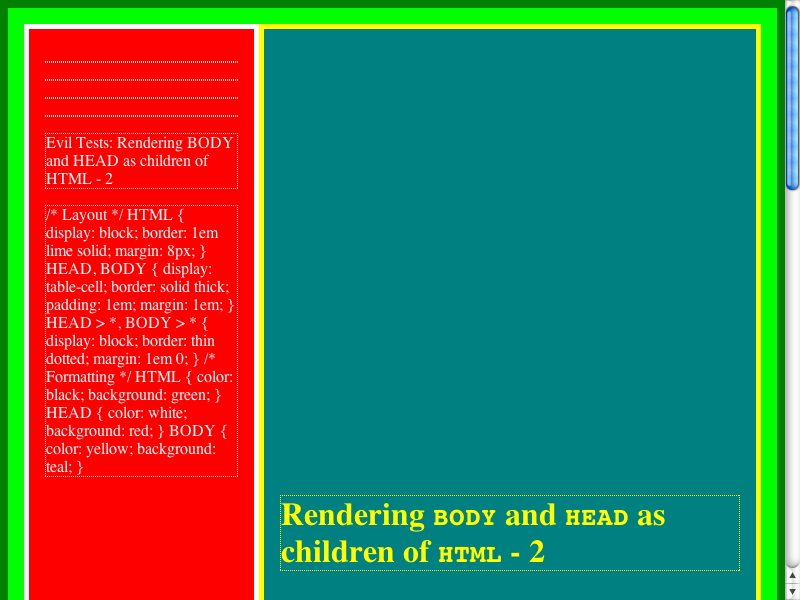 Evil Tests: Rendering BODY
and HEAD as children of
HTML - 2
/* Layout */ HTML {
display: block; border: 1em
lime solid; margin: 8px; }
HEAD, BODY { display:
table-cell; border: solid thick;
padding: 1em; margin: 1em; }
HEAD > *, BODY > * {
display: block; border: thin
dotted; margin: 1em 0; } /*
Formatting */ HTML { color:
black; background: green; }
HEAD { color: white;
background: red; } BODY {
color: yellow; background:
teal; }
Rendering BODY and HEAD as
children of HTML - 2